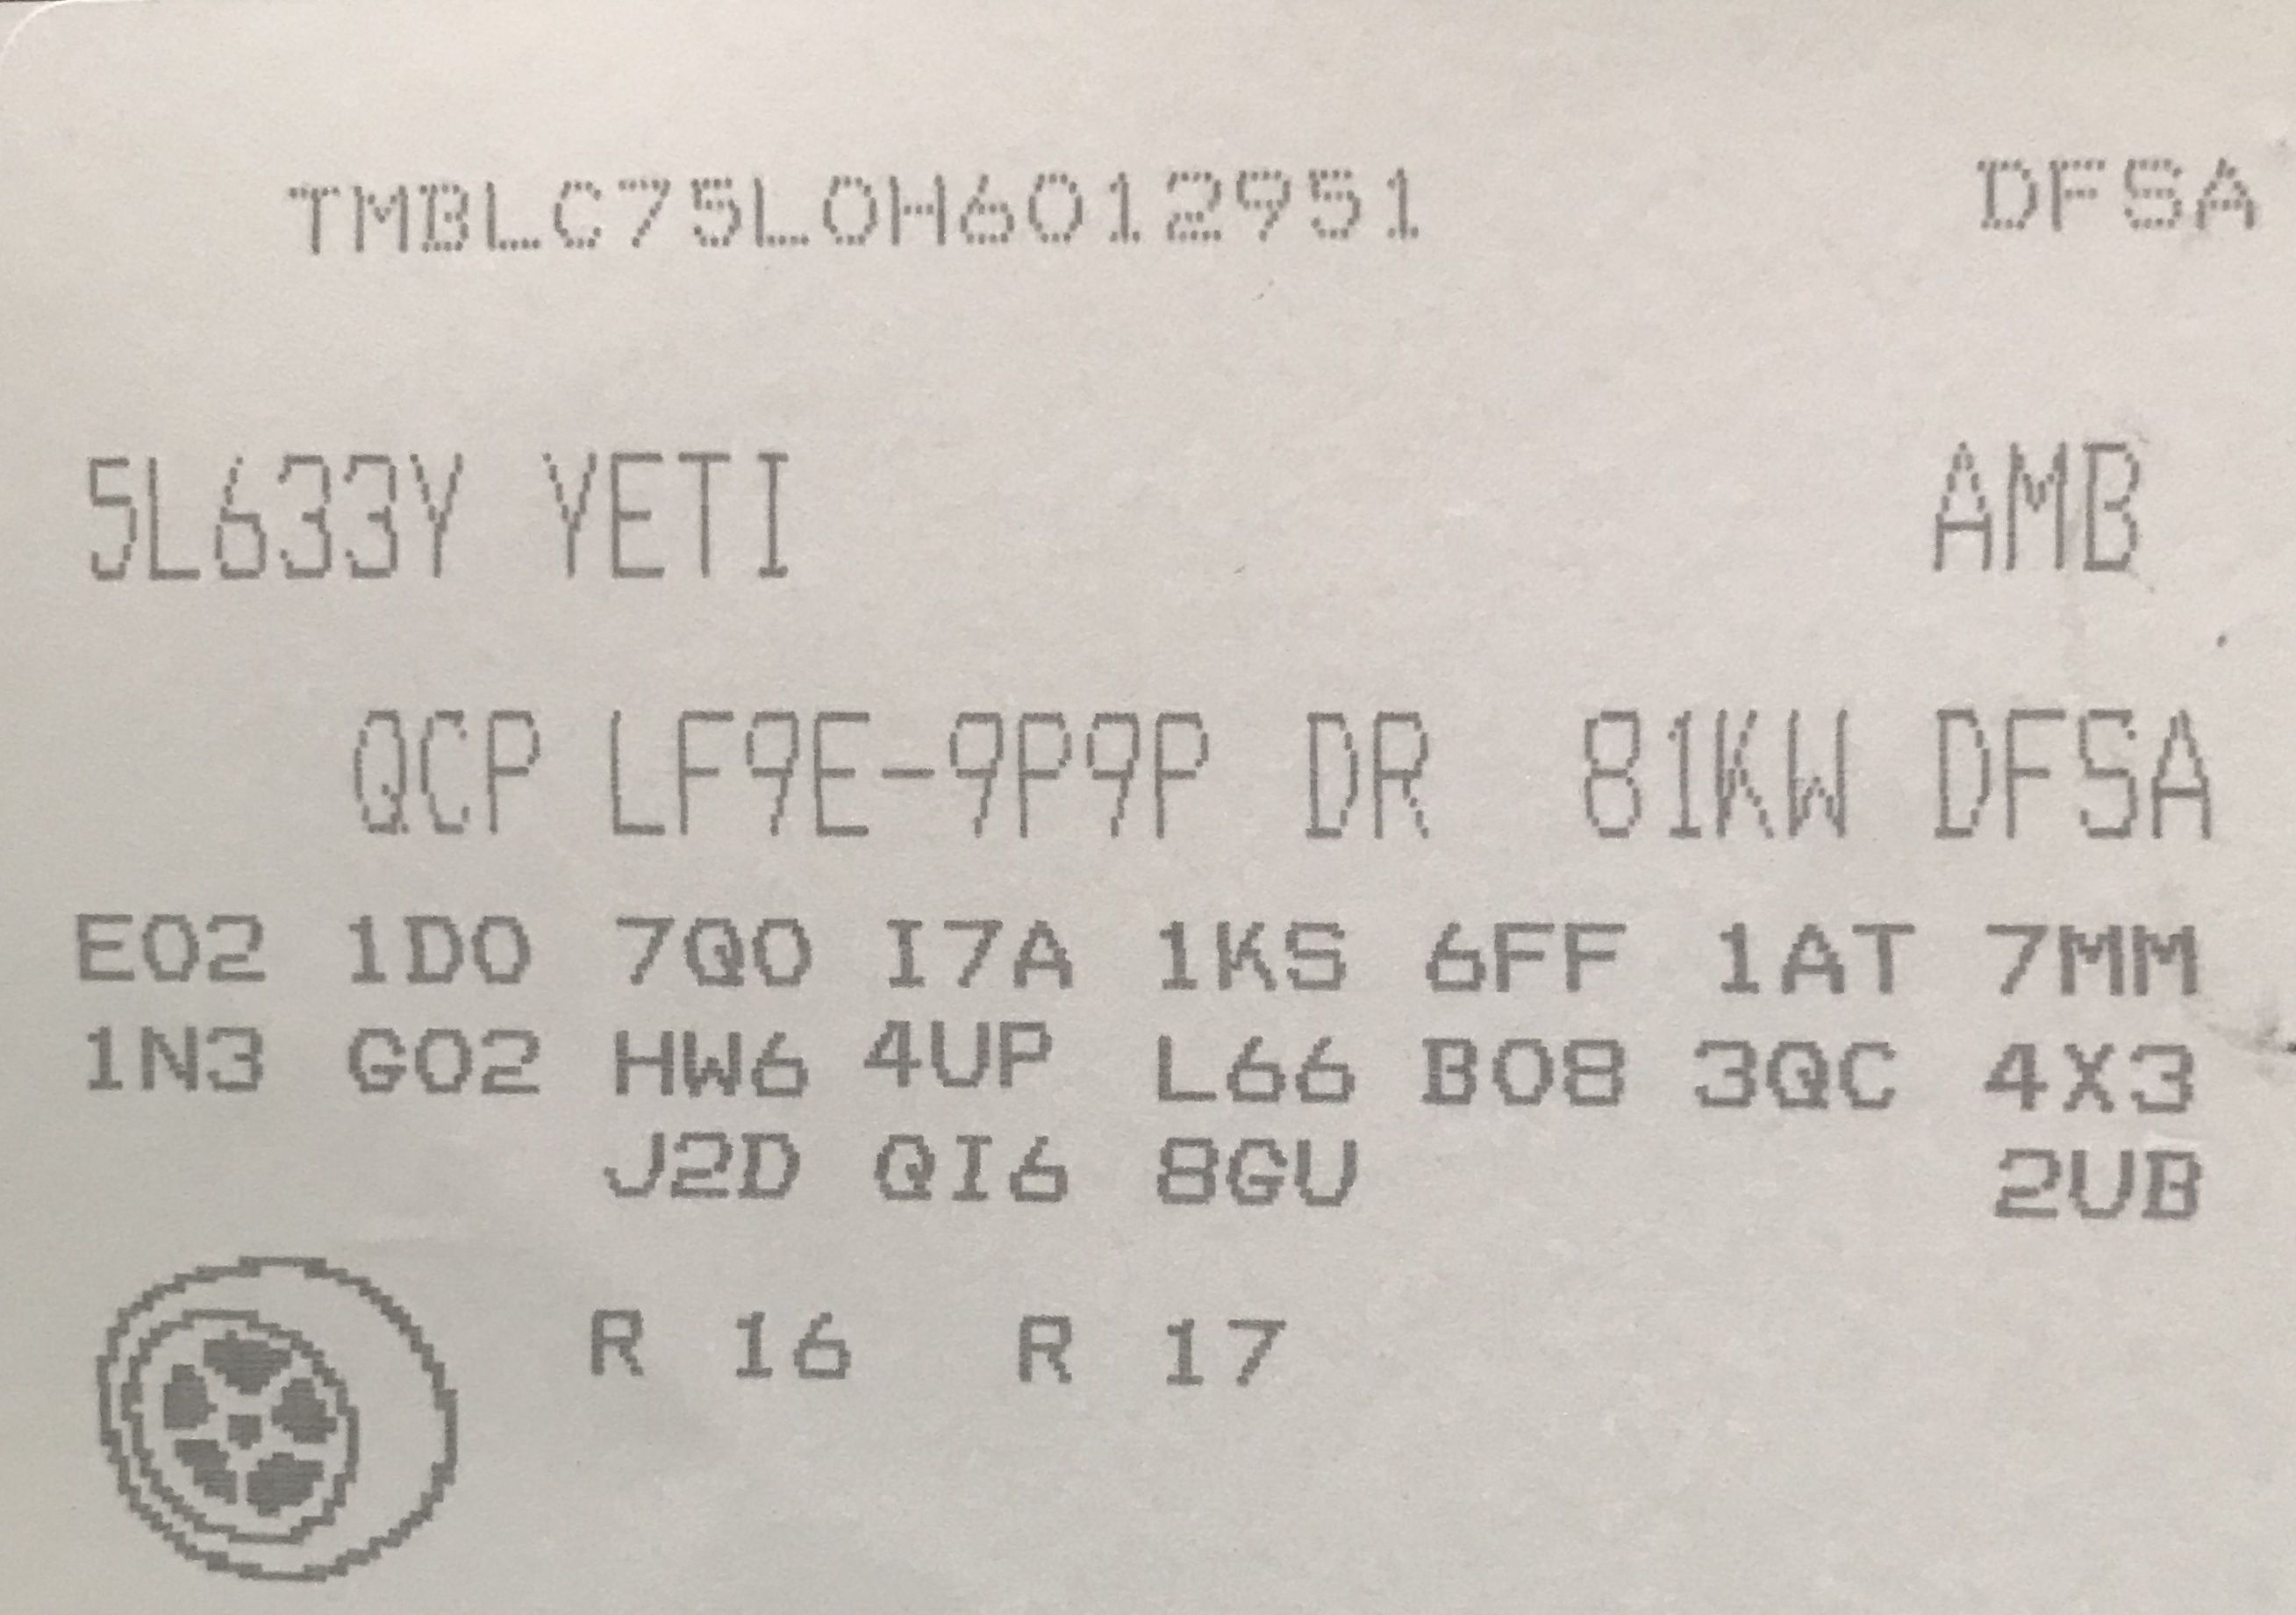 TMBLC75L0H6012951 DFSA
5L633Y YETI AMB
QCP LF9E-9P9P DR 81KW DFSA
E02 1D0 7Q0 I7A 1KS 6FF 1AT 7MM
1N3 G02 HW6 4UP L66 B08 3QC 4X3
J2D QI6 8GU 2UB
R 16 R 17